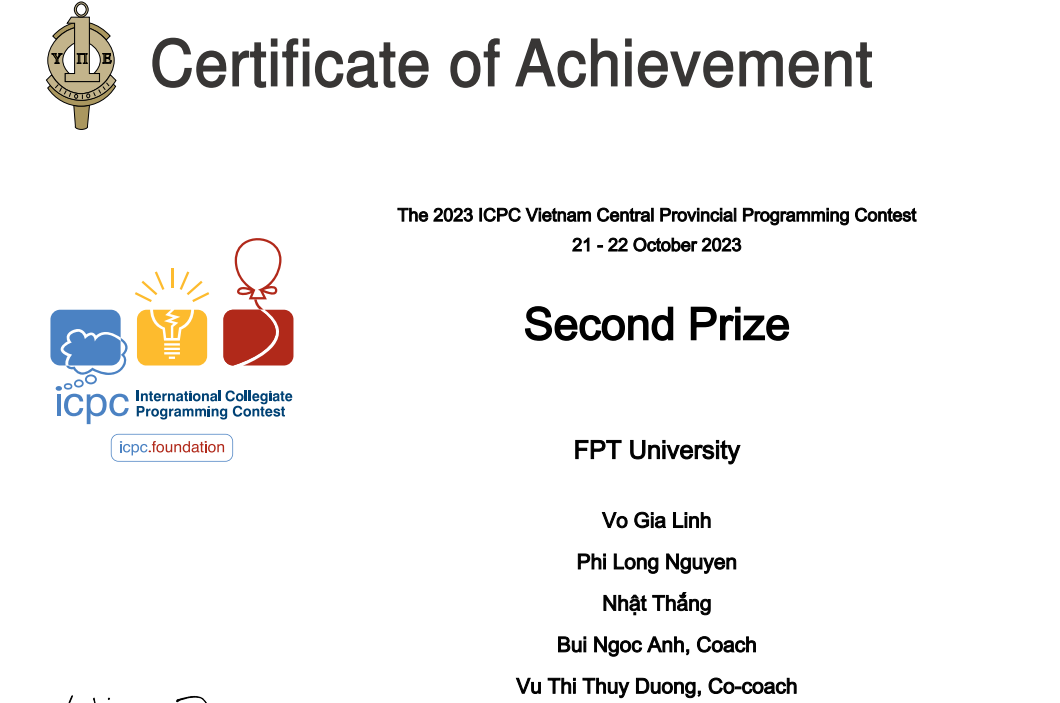 Υ Π Ε
Certificate of Achievement
The 2023 ICPC Vietnam Central Provincial Programming Contest
21 - 22 October 2023
Second Prize
icpc International Collegiate
Programming Contest
icpc.foundation
FPT University
Vo Gia Linh
Phi Long Nguyen
Nhật Thắng
Bui Ngoc Anh, Coach
Vu Thi Thuy Duong, Co-coach